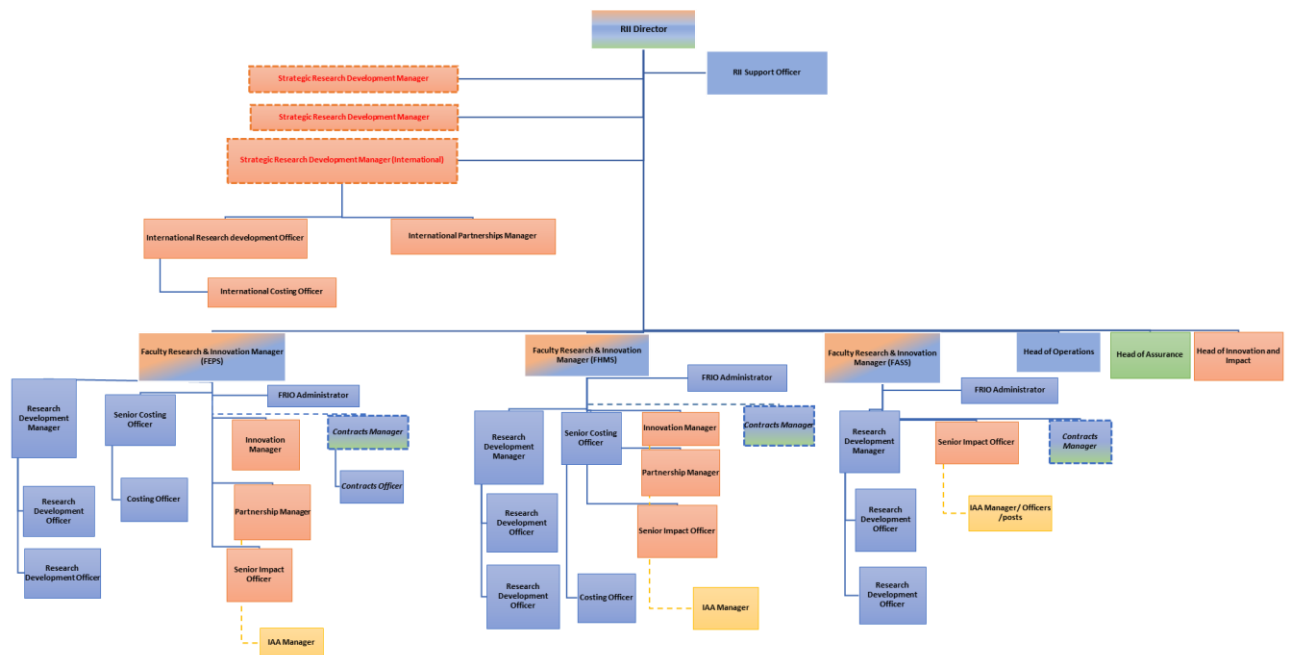 RII Director
RII Support Officer
Strategic Research Development Manager
Strategic Research Development Manager
Strategic Research Development Manager (International)
International Research development Officer
International Partnerships Manager
International Costing Officer
Faculty Research & Innovation Manager
(FEPS)
Faculty Research & Innovation
Manager (FHMS)
Faculty Research & Innovation
Manager (FASS)
Head of Operations
Head of Assurance
Head of Innovation and
Impact
Research
Development
Manager
Senior Costing
Officer
FRIO Administrator
Innovation
Manager
Contracts Manager
Contracts Officer
Research
Development
Officer
Costing Officer
Partnership Manager
Research
Development Officer
Senior Impact
Officer
IAA Manager
FRIO Administrator
Research
Development
Manager
Senior Costing
Officer
Innovation Manager
Contracts Manager
Partnership Manager
Research
Development
Officer
Senior Impact Officer
Research
Development
Officer
Costing Officer
IAA Manager
FRIO Administrator
Research
Development
Manager
Senior Impact Officer
Contracts
Manager
Research
Development
Officer
IAA Manager/ Officers
/posts
Research
Development Officer